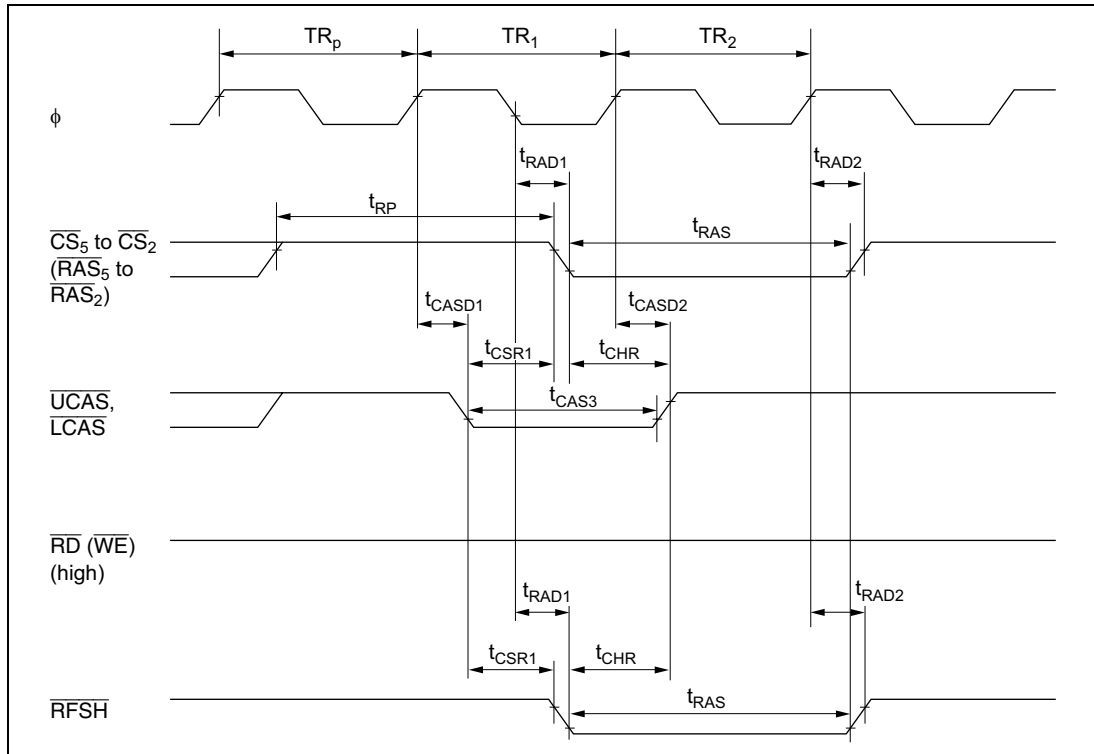 TRp TR1 TR2
ϕ
tRAD1 tRAD2
tRP
tRAS
CS5 to CS2
(RAS5 to
RAS2)
tCASD1 tCASD2
tCSR1 tCHR
tCAS3
UCAS,
LCAS
RD (WE)
(high)
tRAD1 tRAD2
tCSR1 tCHR
tRAS
RFSH